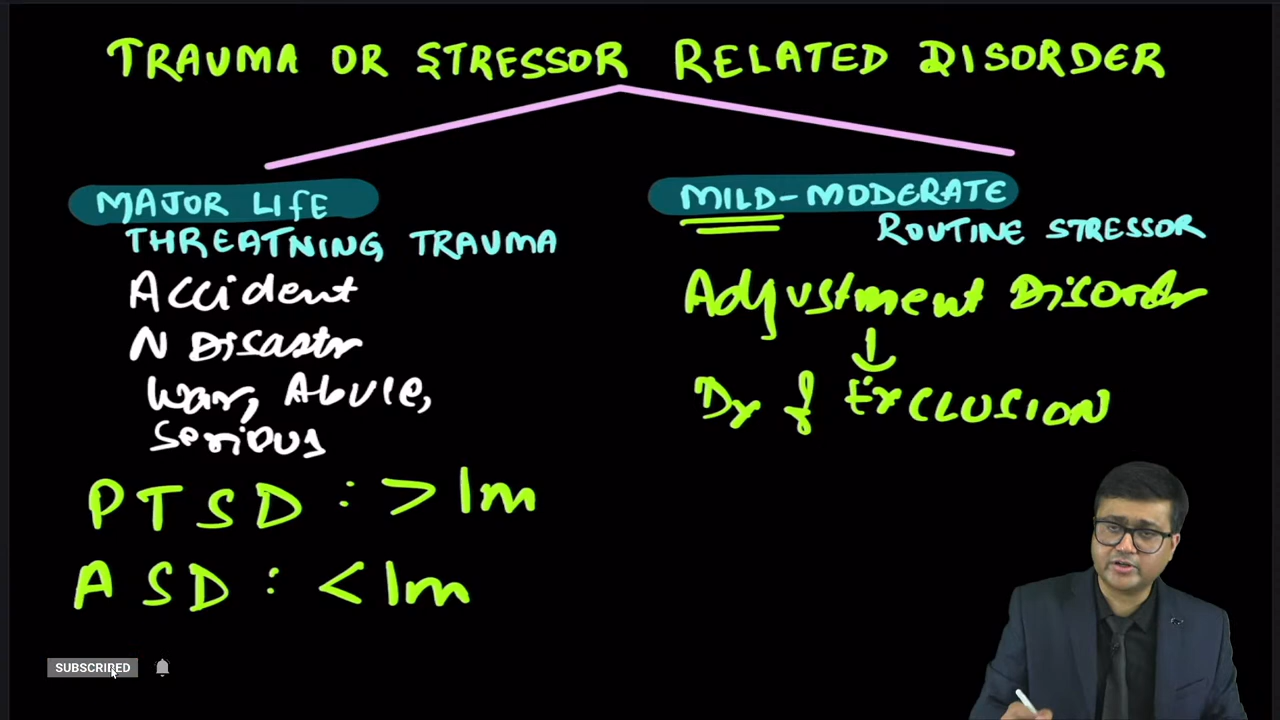 TRAUMA OR STRESSOR RELATED DISORDER
MAJOR LIFE
THREATNING TRAUMA
Accident
N Disastr
War, Abuse,
Serious
PTSD : >1m
ASD : <1m
MILD-MODERATE
ROUTINE STRESSOR
Adjustment Disorder
↓
Dx of ExCLUSION
SUBSCRIBED